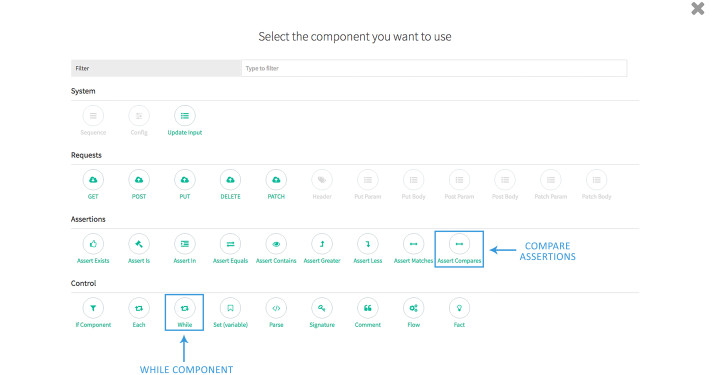 Select the component you want to use
Filter Type to filter
System
Sequence Config Update input
Requests
GET POST PUT DELETE PATCH Header Put Param Put Body Post Param Post Body Patch Param Patch Body
Assertions
Assert Exists Assert Is Assert In Assert Equals Assert Contains Assert Greater Assert Less Assert Matches Assert Compares
COMPARE
ASSERTIONS
Control
If Component Each While Set (variable) Parse Signature Comment Flow Fact
WHILE COMPONENT